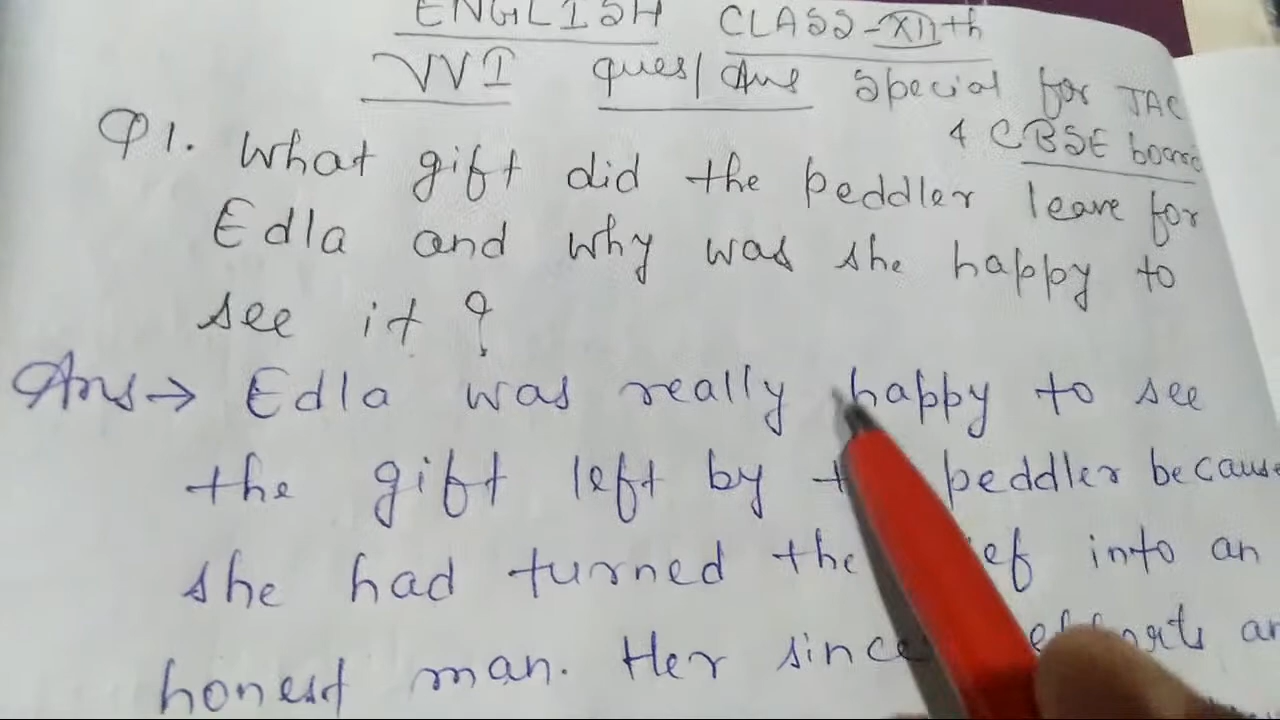 ENGLISH CLASS-XIIth
VVI ques/Ans Special for JAC
& CBSE board
Q1. What gift did the peddler leave for
Edla and why was she happy to
see it ?
Ans→ Edla was really happy to see
the gift left by peddler because
she had turned the into an
honest man. Her efforts